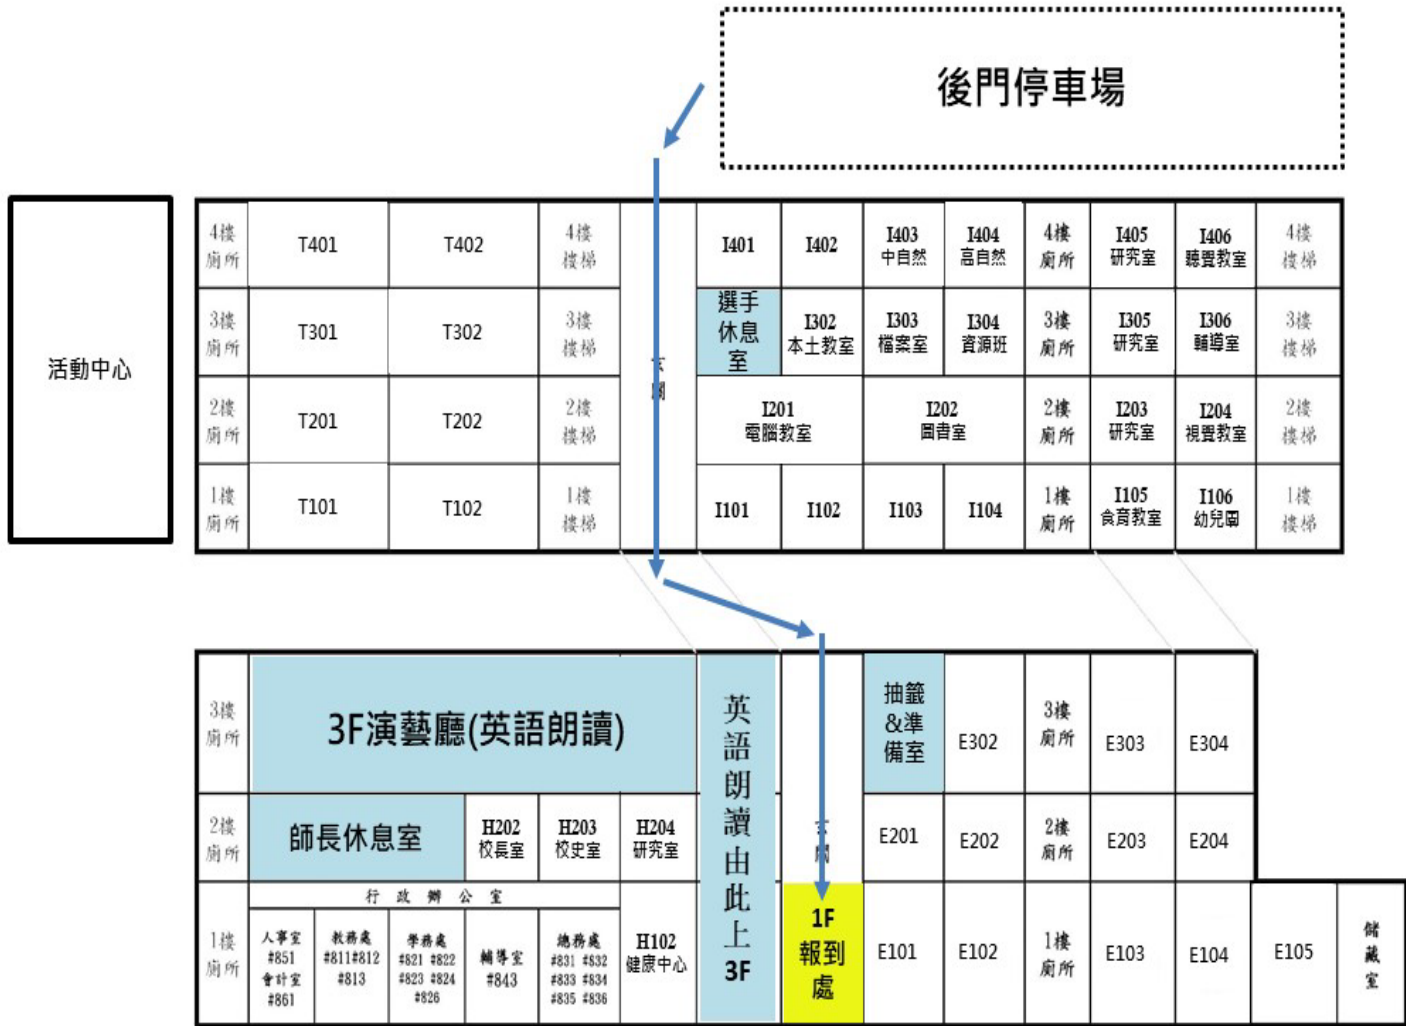 後門停車場
活動中心
4樓
廁所
T401
T402
4樓
樓梯
I401
I402
I403
中自然
I404
高自然
4樓
廁所
I405
研究室
I406
聽覺教室
4樓
樓梯
3樓
廁所
T301
T302
3樓
樓梯
選手
休息
室
I302
本土教室
I303
檔案室
I304
資源班
3樓
廁所
I305
研究室
I306
輔導室
3樓
樓梯
玄
關
2樓
廁所
T201
T202
2樓
樓梯
I201
電腦教室
I202
圖書室
2樓
廁所
I203
研究室
I204
視覺教室
2樓
樓梯
1樓
廁所
T101
T102
1樓
樓梯
I101
I102
I103
I104
1樓
廁所
I105
食育教室
I106
幼兒園
1樓
樓梯
3樓
廁所
3F演藝廳(英語朗讀)
英
語
朗
讀
由
此
上
3F
抽籤
&準
備室
E302
3樓
廁所
E303
E304
2樓
廁所
師長休息室
H202
校長室
H203
校史室
H204
研究室
玄
關
E201
E202
2樓
廁所
E203
E204
行政辦公室
1樓
廁所
人事室
#851
會計室
#861
教務處
#811#812
#813
學務處
#821 #822
#823 #824
#826
輔導室
#843
總務處
#831 #832
#833 #834
#835 #836
H102
健康中心
1F
報到
處
E101
E102
1樓
廁所
E103
E104
E105
儲
藏
室